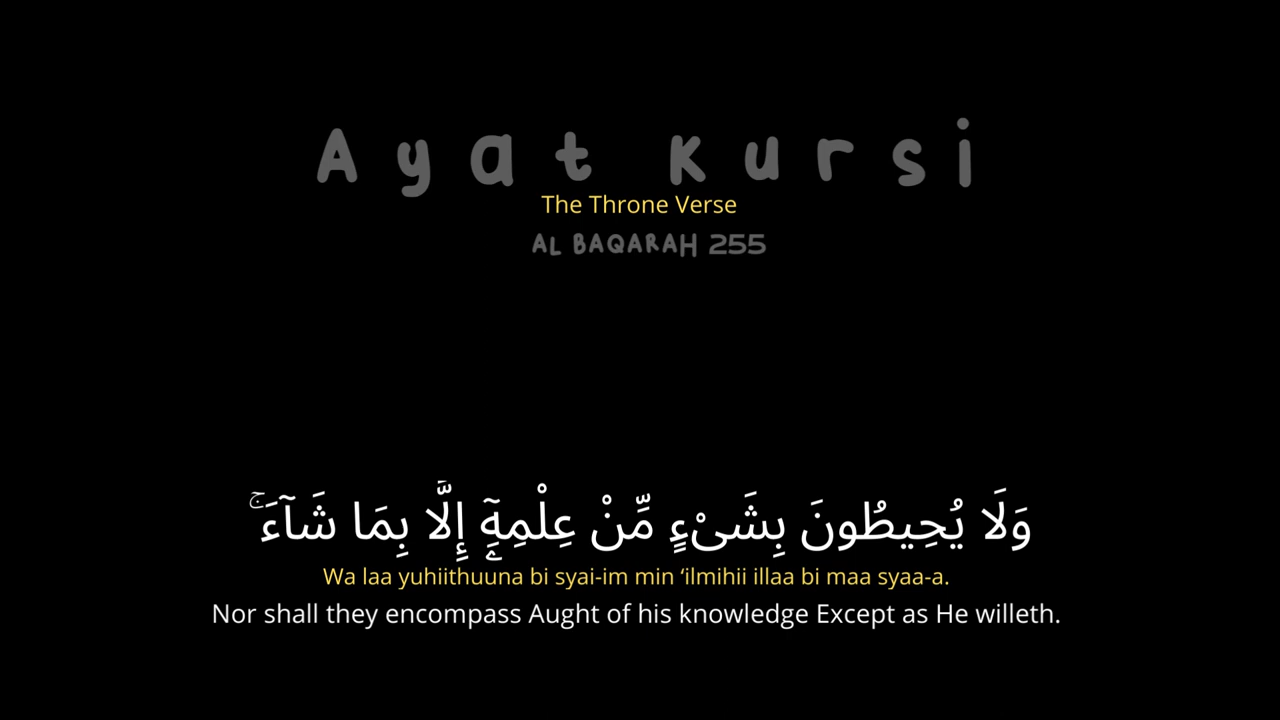 Ayat Kursi
The Throne Verse
AL BAQARAH 255
وَلَا يُحِيطُونَ بِشَىْءٍ مِّنْ عِلْمِهِۦٓ إِلَّا بِمَا شَآءَ ۚ
Wa laa yuhiithuuna bi syai-im min ‘ilmihii illaa bi maa syaa-a.
Nor shall they encompass Aught of his knowledge Except as He willeth.